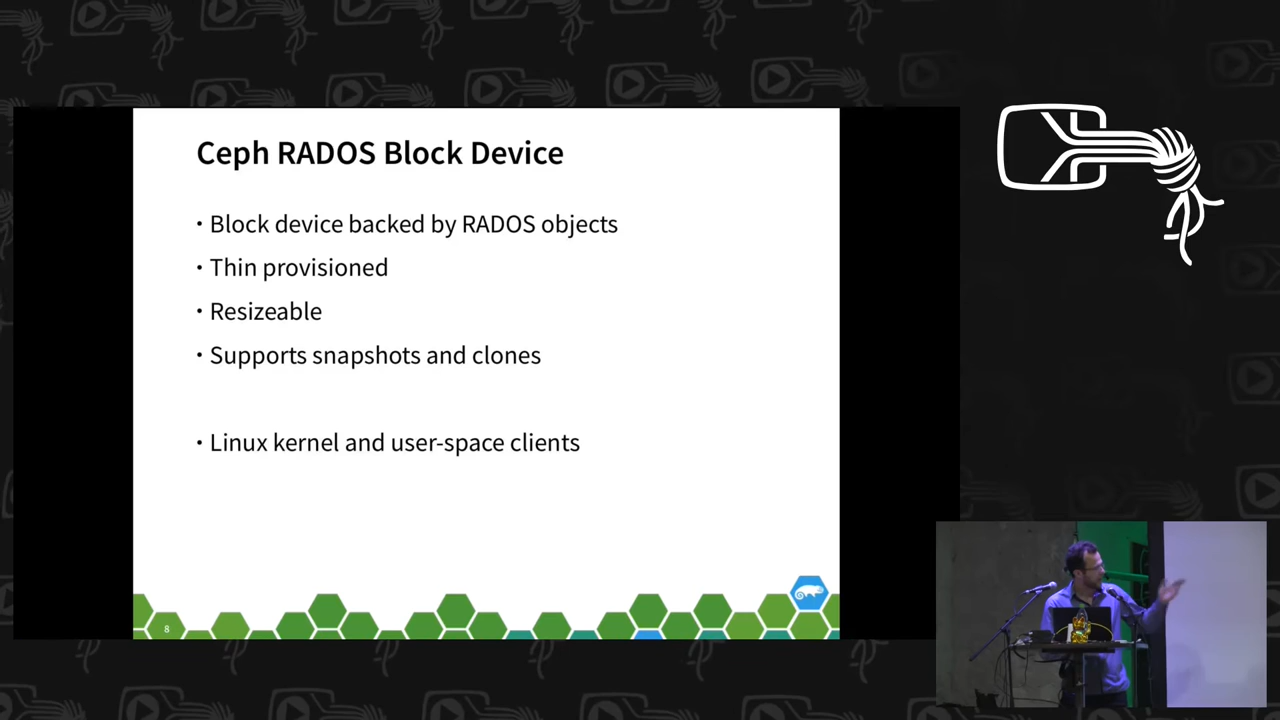 Ceph RADOS Block Device
• Block device backed by RADOS objects
• Thin provisioned
• Resizeable
• Supports snapshots and clones
• Linux kernel and user-space clients
8